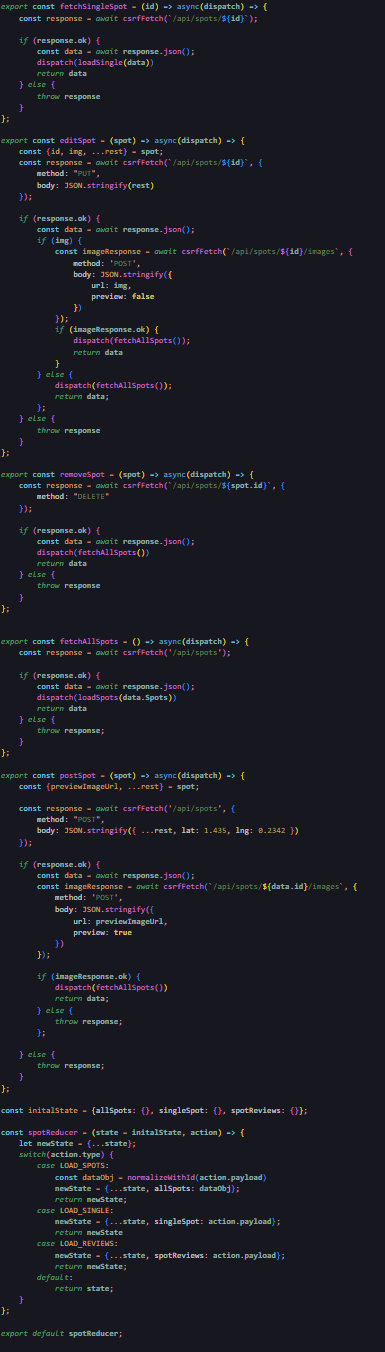 export const fetchSingleSpot = (id) => async(dispatch) => {
    const response = await csrfFetch(`/api/spots/${id}`);

    if (response.ok) {
        const data = await response.json();
        dispatch(loadSingle(data))
        return data
    } else {
        throw response
    }
};

export const editSpot = (spot) => async(dispatch) => {
    const {id, img, ...rest} = spot;
    const response = await csrfFetch(`/api/spots/${id}`, {
        method: "PUT",
        body: JSON.stringify(rest)
    });

    if (response.ok) {
        const data = await response.json();
        if (img) {
            const imageResponse = await csrfFetch(`/api/spots/${id}/images`, {
                method: 'POST',
                body: JSON.stringify({
                    url: img,
                    preview: false
                })
            });
            if (imageResponse.ok) {
                dispatch(fetchAllSpots());
                return data
            }
        } else {
            dispatch(fetchAllSpots());
            return data;
        };
    } else {
        throw response
    }
};

export const removeSpot = (spot) => async(dispatch) => {
    const response = await csrfFetch(`/api/spots/${spot.id}`, {
        method: "DELETE"
    });

    if (response.ok) {
        const data = await response.json();
        dispatch(fetchAllSpots())
        return data
    } else {
        throw response
    }
};


export const fetchAllSpots = () => async(dispatch) => {
    const response = await csrfFetch('/api/spots');

    if (response.ok) {
        const data = await response.json();
        dispatch(loadSpots(data.Spots))
        return data
    } else {
        throw response;
    }
};

export const postSpot = (spot) => async(dispatch) => {
    const {previewImageUrl, ...rest} = spot;

    const response = await csrfFetch('/api/spots', {
        method: "POST",
        body: JSON.stringify({ ...rest, lat: 1.435, lng: 0.2342 })
    });

    if (response.ok) {
        const data = await response.json();
        const imageResponse = await csrfFetch(`/api/spots/${data.id}/images`, {
            method: 'POST',
            body: JSON.stringify({
                url: previewImageUrl,
                preview: true
            })
        });

        if (imageResponse.ok) {
            dispatch(fetchAllSpots())
            return data;
        } else {
            throw response;
        };

    } else {
        throw response;
    }
};

const initalState = {allSpots: {}, singleSpot: {}, spotReviews: {}};

const spotReducer = (state = initalState, action) => {
    let newState = {...state};
    switch(action.type) {
        case LOAD_SPOTS:
            const dataObj = normalizeWithId(action.payload)
            newState = {...state, allSpots: dataObj};
            return newState;
        case LOAD_SINGLE:
            newState = {...state, singleSpot: action.payload};
            return newState
        case LOAD_REVIEWS:
            newState = {...state, spotReviews: action.payload};
            return newState;
        default:
            return state;
    }
};

export default spotReducer;